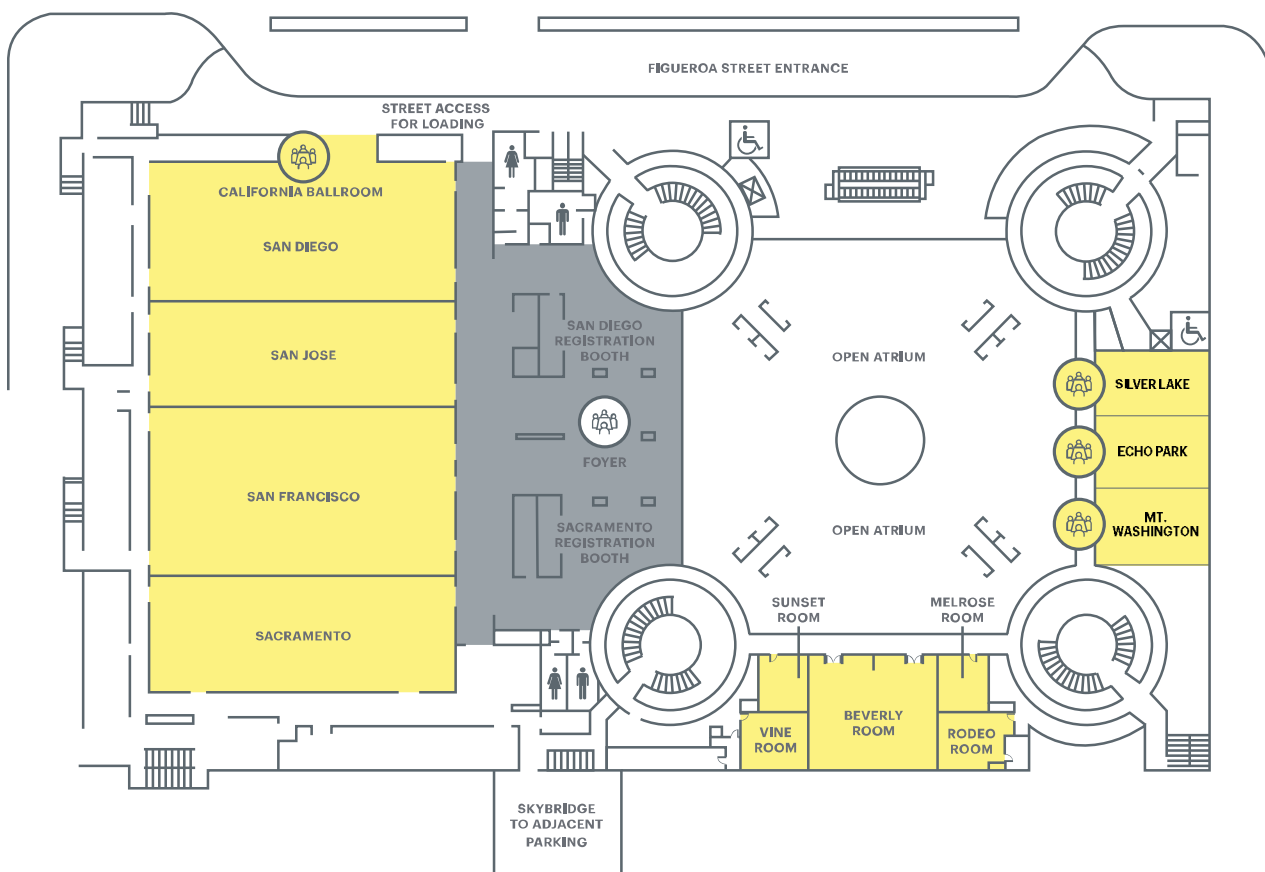 FIGUEROA STREET ENTRANCE
STREET ACCESS
FOR LOADING
CALIFORNIA BALLROOM
SAN DIEGO
SAN JOSE
SAN FRANCISCO
SACRAMENTO
SAN DIEGO
REGISTRATION
BOOTH
FOYER
SACRAMENTO
REGISTRATION
BOOTH
OPEN ATRIUM
OPEN ATRIUM
SILVER LAKE
ECHO PARK
MT.
WASHINGTON
SUNSET
ROOM
MELROSE
ROOM
VINE
ROOM
BEVERLY
ROOM
RODEO
ROOM
SKYBRIDGE
TO ADJACENT
PARKING